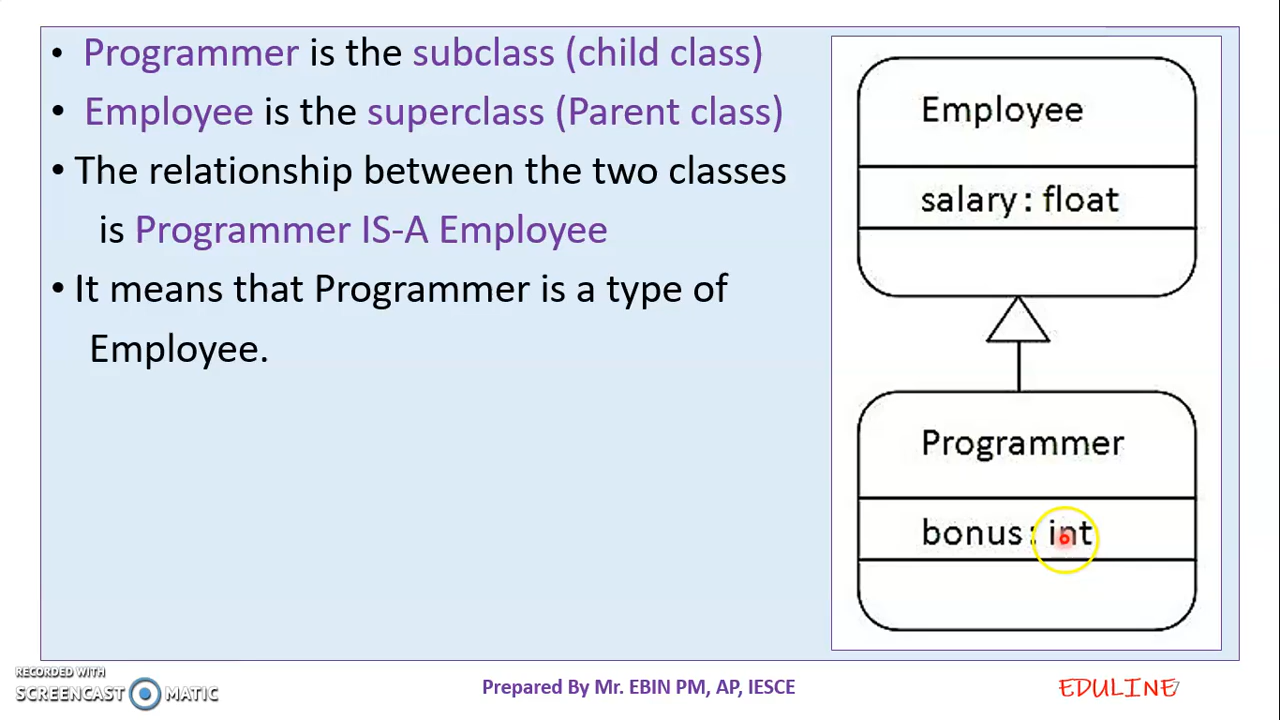 • Programmer is the subclass (child class)
• Employee is the superclass (Parent class)
• The relationship between the two classes
is Programmer IS-A Employee
• It means that Programmer is a type of
Employee.
Employee
salary : float
Programmer
bonus : int
RECORDED WITH
SCREENCAST MATIC
Prepared By Mr. EBIN PM, AP, IESCE
EDULINE